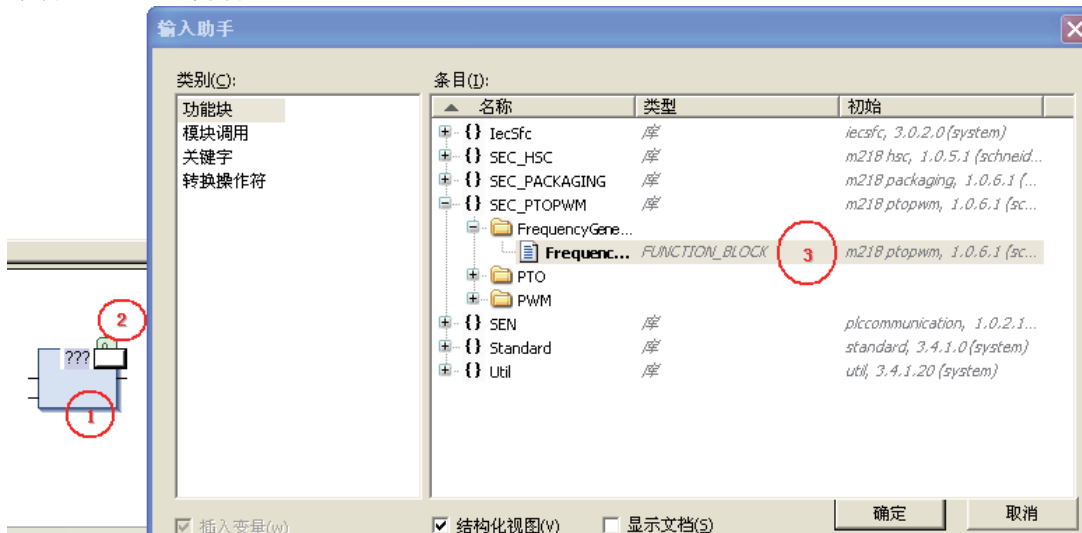 输入助手
类别(C):
条目(I):
功能块
模块调用
关键字
转换操作符
名称 类型 初始
{} IecSfc 库 iecsfc, 3.0.2.0 (system)
{} SEC_HSC 库 m218 hsc, 1.0.5.1 (schneid...
{} SEC_PACKAGING 库 m218 packaging, 1.0.6.1 (...
{} SEC_PTOPWM 库 m218 ptopwm, 1.0.6.1 (sc...
FrequencyGene...
Frequenc... FUNCTION_BLOCK 3 m218 ptopwm, 1.0.6.1 (sc...
PTO
PWM
{} SEN 库 plccommunication, 1.0.2.1...
{} Standard 库 standard, 3.4.1.0 (system)
{} Util 库 util, 3.4.1.20 (system)
2
???
1
插入变量(w)
结构化视图(V)
显示文档(S)
确定
取消